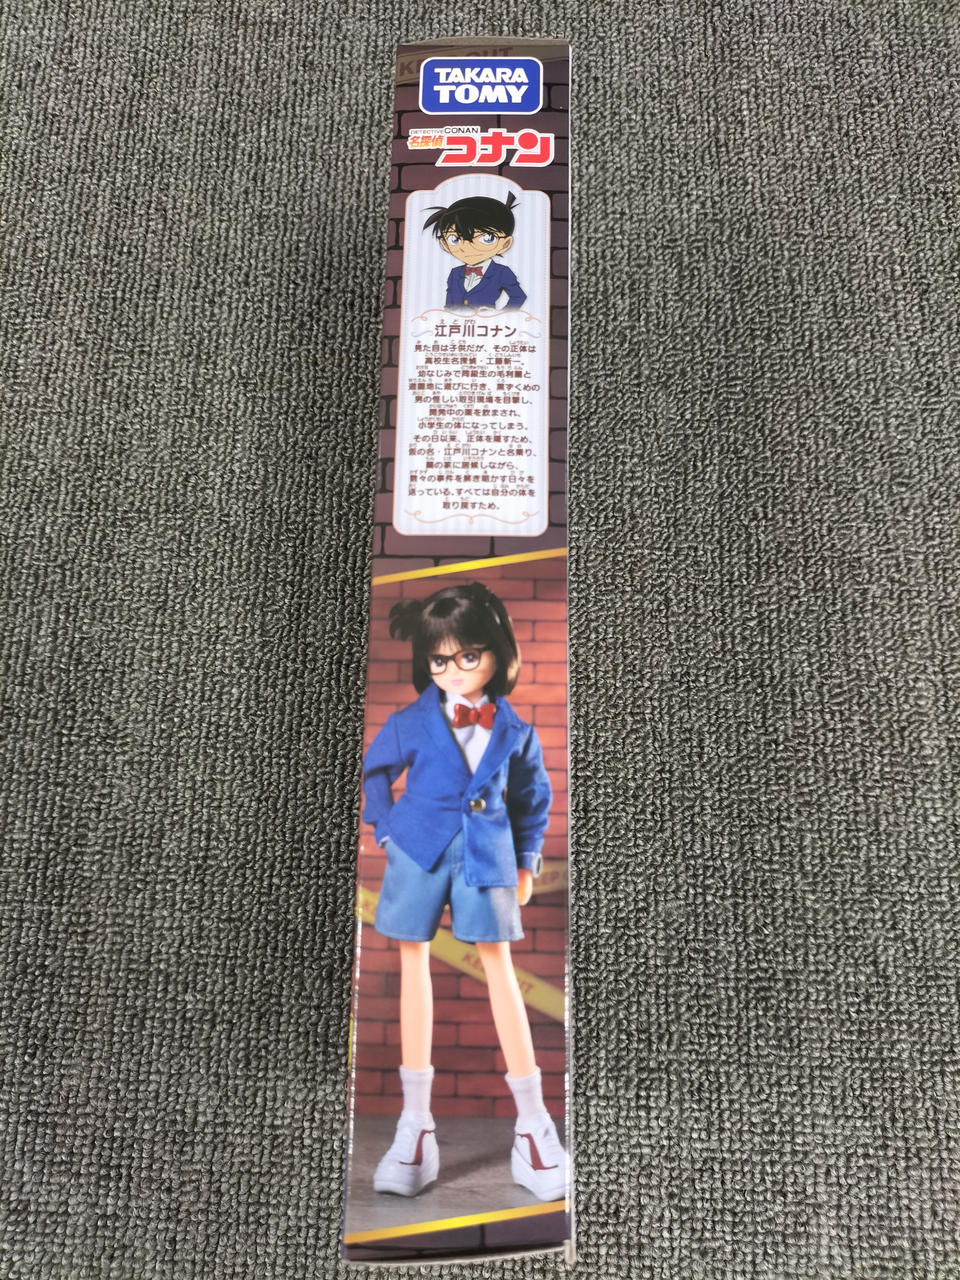 KEEP OUT
TAKARA
TOMY
DETECTIVE CONAN
名探偵コナン
江戸川コナン
見た目は子供だが、その正体は
高校生名探偵・工藤新一。
幼なじみで同級生の毛利蘭と
遊園地に遊びに行き、黒ずくめの
男の怪しい取引現場を目撃し、
開発中の薬を飲まされ、
小学生の体になってしまう。
その日以来、正体を隠すため、
仮の名・江戸川コナンと名乗り、
蘭の家に居候しながら、
数々の事件を解き明かす日々を
送っている。すべては自分の体を
取り戻すため。
KEEP OUT